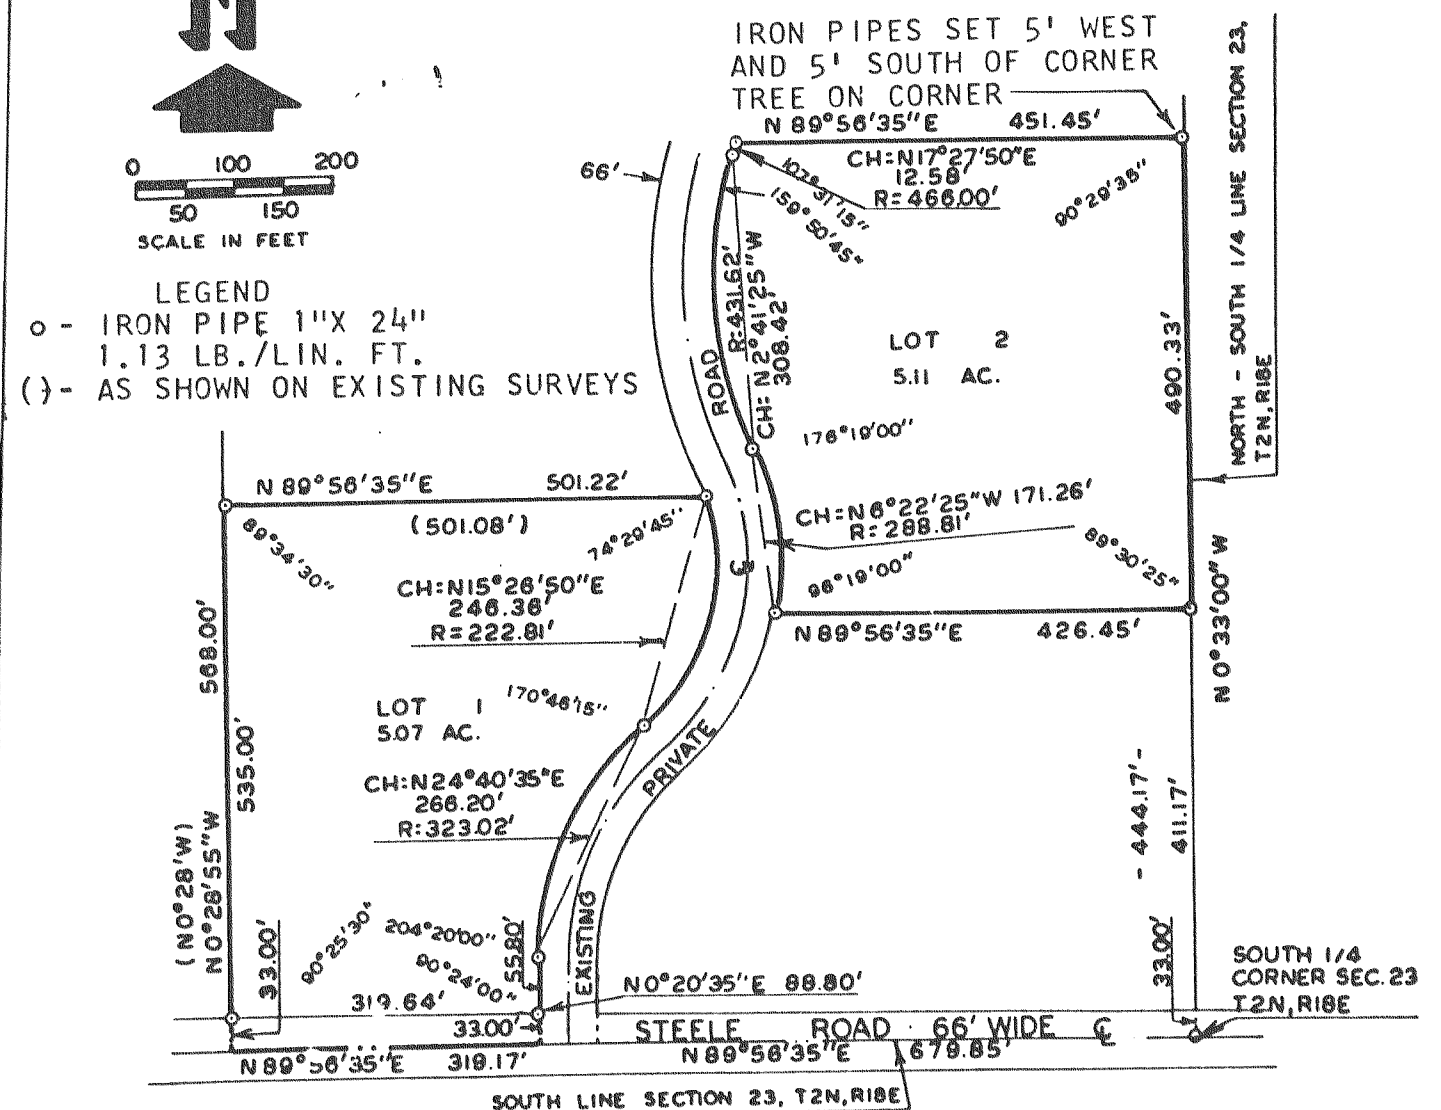 N
IRON PIPES SET 5' WEST
AND 5' SOUTH OF CORNER
TREE ON CORNER
0 100 200
50 150
SCALE IN FEET
LEGEND
o - IRON PIPE 1"X 24"
1.13 LB./LIN. FT.
( )- AS SHOWN ON EXISTING SURVEYS
66'
N 89°56'35"E 451.45'
CH:N17°27'50"E
12.58'
R=466.00'
107°31'15"
159°50'45"
90°29'35"
NORTH - SOUTH 1/4 LINE SECTION 23,
T2N,R18E
R:431.62'
CH: N2°41'25"W
308.42'
ROAD
LOT 2
5.11 AC.
490.33'
176°19'00"
N 89°56'35"E 501.22'
(501.08')
89°34'30"
74°29'45"
CH:N15°26'50"E
246.36'
R=222.81'
CH:N6°22'25"W 171.26'
R=288.81'
96°19'00"
89°30'25"
N 89°56'35"E 426.45'
N 0°33'00"W
568.00'
535.00'
LOT 1
5.07 AC.
170°46'15"
CH:N24°40'35"E
266.20'
R:323.02'
PRIVATE
EXISTING
(N0°28'W)
N0°28'55"W
33.00'
90°25'30"
204°20'00"
90°24'00"
55.80'
319.64'
33.00'
N0°20'35"E 88.80'
- 444.17' -
411.17'
33.00'
SOUTH 1/4
CORNER SEC.23
T2N,R18E
STEELE ROAD 66' WIDE ℄
N 89°56'35"E 319.17'
N 89°56'35"E 679.85'
SOUTH LINE SECTION 23, T2N,R18E